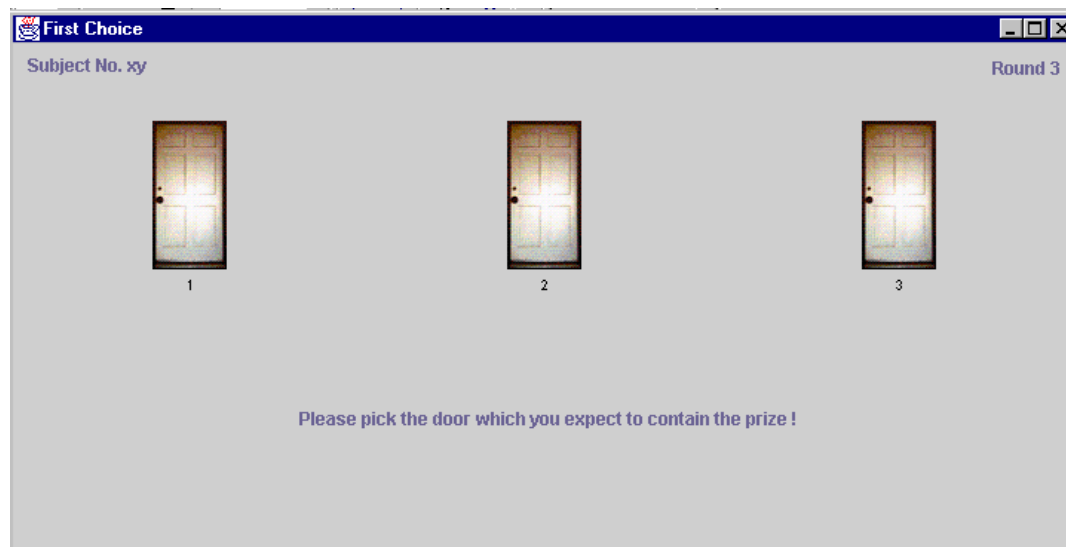 First Choice
Subject No. xy
Round 3
1
2
3
Please pick the door which you expect to contain the prize !